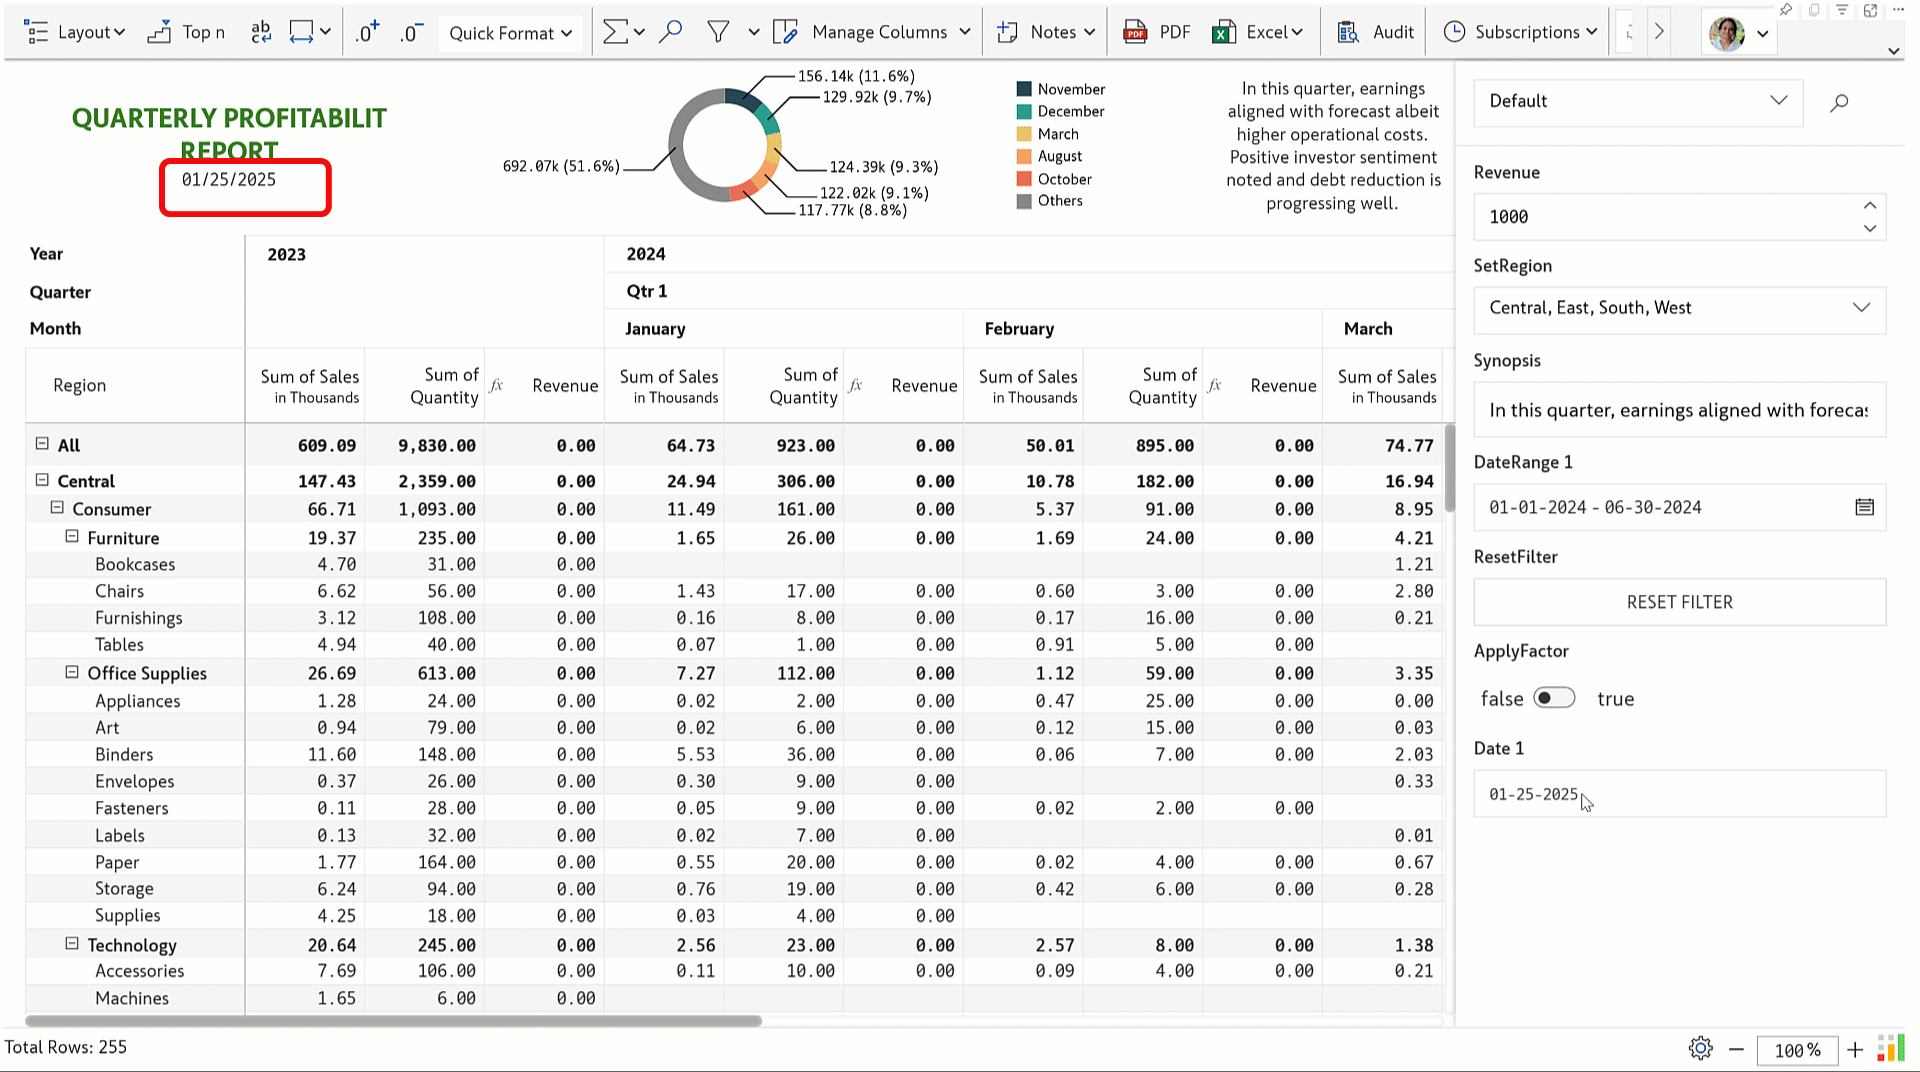 Layout Top n ab c Quick Format Manage Columns Notes PDF PDF Excel Audit Subscriptions
.0+ .0-
QUARTERLY PROFITABILIT
REPORT
01/25/2025
156.14k (11.6%)
129.92k (9.7%)
692.07k (51.6%)
124.39k (9.3%)
122.02k (9.1%)
117.77k (8.8%)
November
December
March
August
October
Others
In this quarter, earnings
aligned with forecast albeit
higher operational costs.
Positive investor sentiment
noted and debt reduction is
progressing well.
Year 2023 2024
Quarter Qtr 1
Month January February March
Region Sum of Sales in Thousands Sum of Quantity fx Revenue Sum of Sales in Thousands Sum of Quantity fx Revenue Sum of Sales in Thousands Sum of Quantity fx Revenue Sum of Sales in Thousands
All 609.09 9,830.00 0.00 64.73 923.00 0.00 50.01 895.00 0.00 74.77
Central 147.43 2,359.00 0.00 24.94 306.00 0.00 10.78 182.00 0.00 16.94
Consumer 66.71 1,093.00 0.00 11.49 161.00 0.00 5.37 91.00 0.00 8.95
Furniture 19.37 235.00 0.00 1.65 26.00 0.00 1.69 24.00 0.00 4.21
Bookcases 4.70 31.00 0.00 1.21
Chairs 6.62 56.00 0.00 1.43 17.00 0.00 0.60 3.00 0.00 2.80
Furnishings 3.12 108.00 0.00 0.16 8.00 0.00 0.17 16.00 0.00 0.21
Tables 4.94 40.00 0.00 0.07 1.00 0.00 0.91 5.00 0.00
Office Supplies 26.69 613.00 0.00 7.27 112.00 0.00 1.12 59.00 0.00 3.35
Appliances 1.28 24.00 0.00 0.02 2.00 0.00 0.47 25.00 0.00 0.00
Art 0.94 79.00 0.00 0.02 6.00 0.00 0.12 15.00 0.00 0.03
Binders 11.60 148.00 0.00 5.53 36.00 0.00 0.06 7.00 0.00 2.03
Envelopes 0.37 26.00 0.00 0.30 9.00 0.00 0.33
Fasteners 0.11 28.00 0.00 0.05 9.00 0.00 0.02 2.00 0.00
Labels 0.13 32.00 0.00 0.02 7.00 0.00 0.01
Paper 1.77 164.00 0.00 0.55 20.00 0.00 0.02 4.00 0.00 0.67
Storage 6.24 94.00 0.00 0.76 19.00 0.00 0.42 6.00 0.00 0.28
Supplies 4.25 18.00 0.00 0.03 4.00 0.00
Technology 20.64 245.00 0.00 2.56 23.00 0.00 2.57 8.00 0.00 1.38
Accessories 7.69 106.00 0.00 0.11 10.00 0.00 0.09 4.00 0.00 0.21
Machines 1.65 6.00 0.00
Default
Revenue
1000
SetRegion
Central, East, South, West
Synopsis
In this quarter, earnings aligned with forecas
DateRange 1
01-01-2024 - 06-30-2024
ResetFilter
RESET FILTER
ApplyFactor
false true
Date 1
01-25-2025
Total Rows: 255
100 %